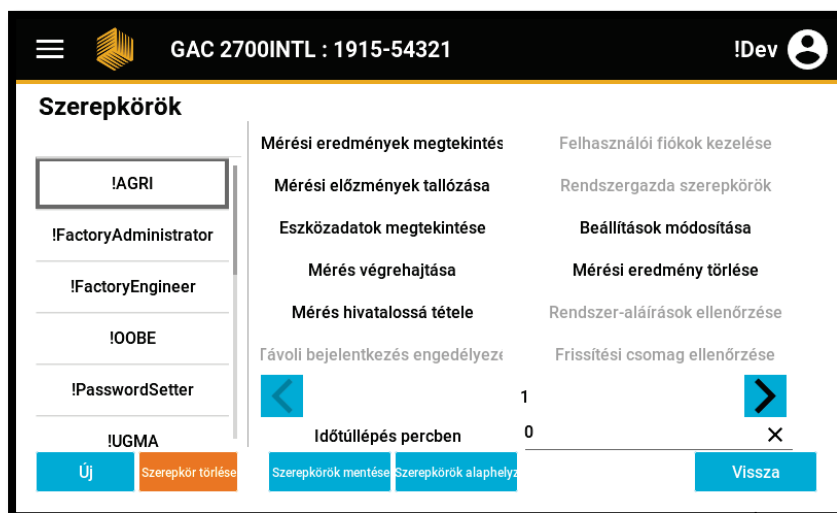 GAC 2700INTL : 1915-54321
!Dev
Szerepkörök
!AGRI
!FactoryAdministrator
!FactoryEngineer
!OOBE
!PasswordSetter
!UGMA
Mérési eredmények megtekintés
Felhasználói fiókok kezelése
Mérési előzmények tallózása
Rendszergazda szerepkörök
Eszközadatok megtekintése
Beállítások módosítása
Mérés végrehajtása
Mérési eredmény törlése
Mérés hivatalossá tétele
Rendszer-aláírások ellenőrzése
Távoli bejelentkezés engedélyeze
Frissítési csomag ellenőrzése
1
Időtúllépés percben
0
Új
Szerepkör törlése
Szerepkörök mentése
Szerepkörök alaphelyz
Vissza